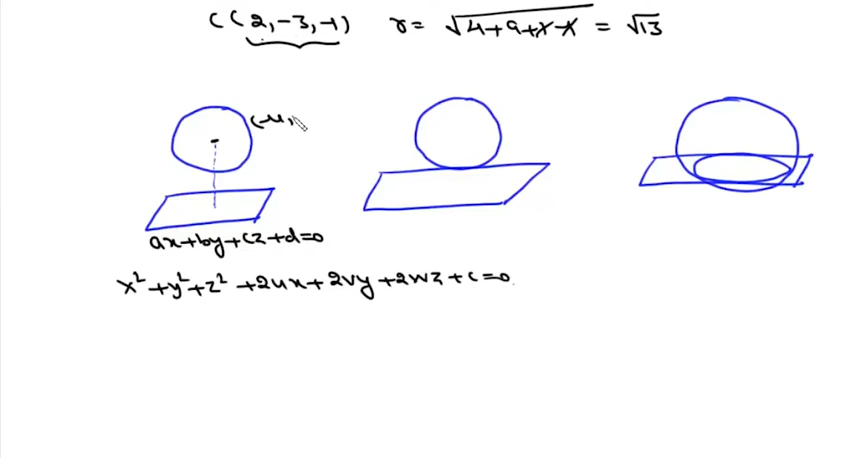 C(2,-3,-1) r= √4+9+1-1 = √13
(-u,
ax+by+cz+d=0
x²+y²+z²+2ux+2vy+2wz+c=0